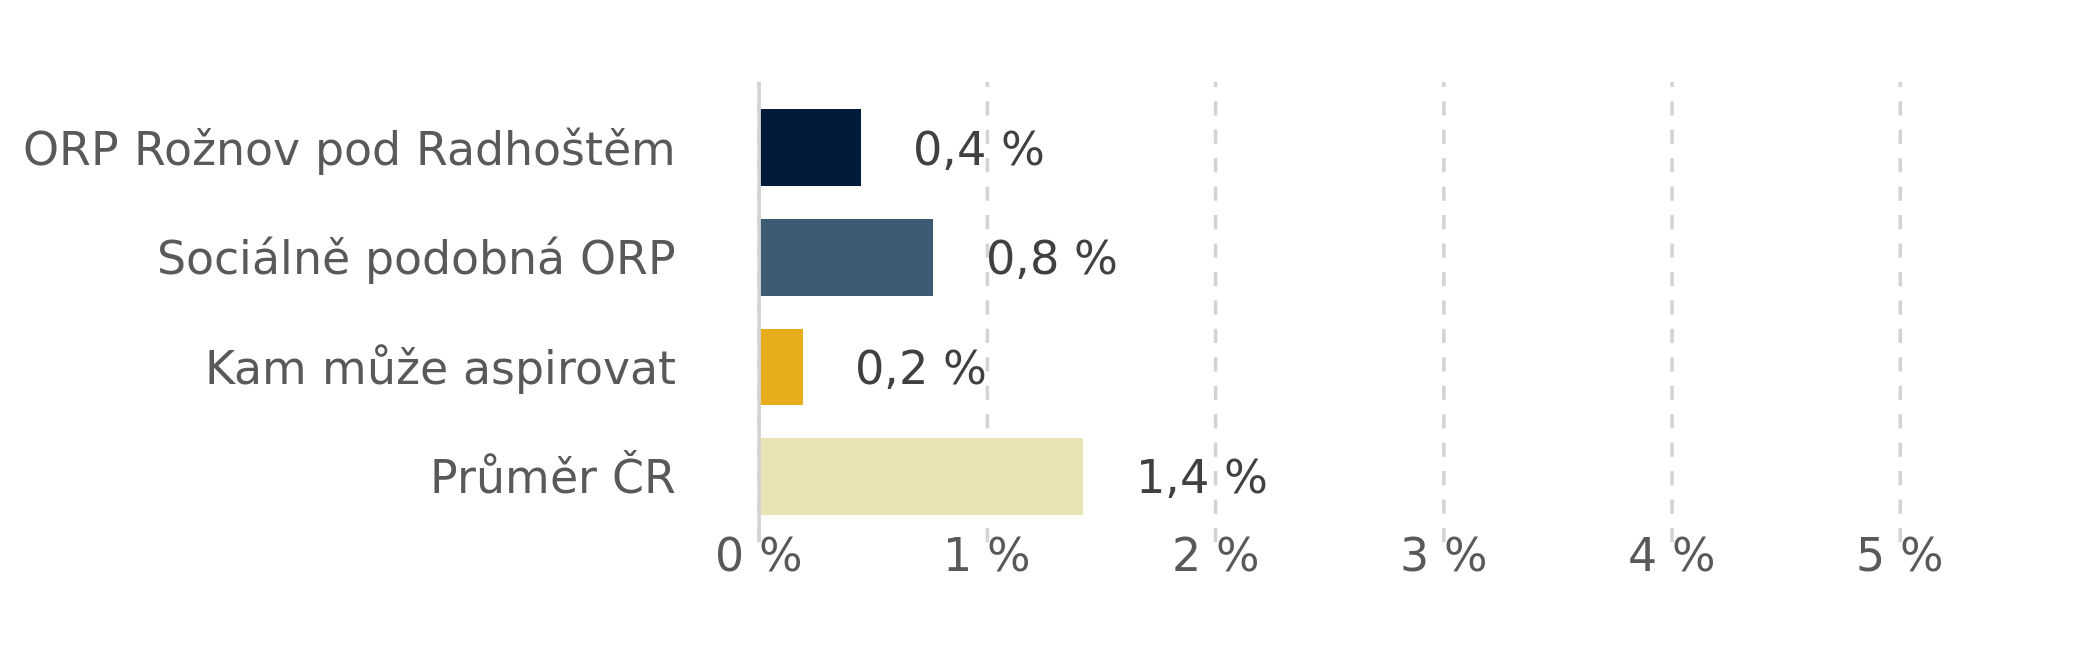 ORP Rožnov pod Radhoštěm 0,4 %
Sociálně podobná ORP 0,8 %
Kam může aspirovat 0,2 %
Průměr ČR 1,4 %
0 % 1 % 2 % 3 % 4 % 5 %